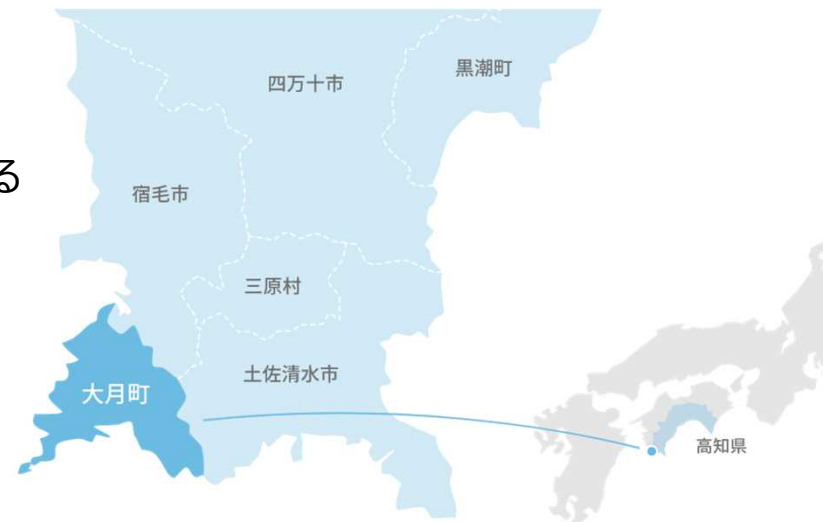 黒潮町
四万十市
る
宿毛市
三原村
土佐清水市
大月町
高知県